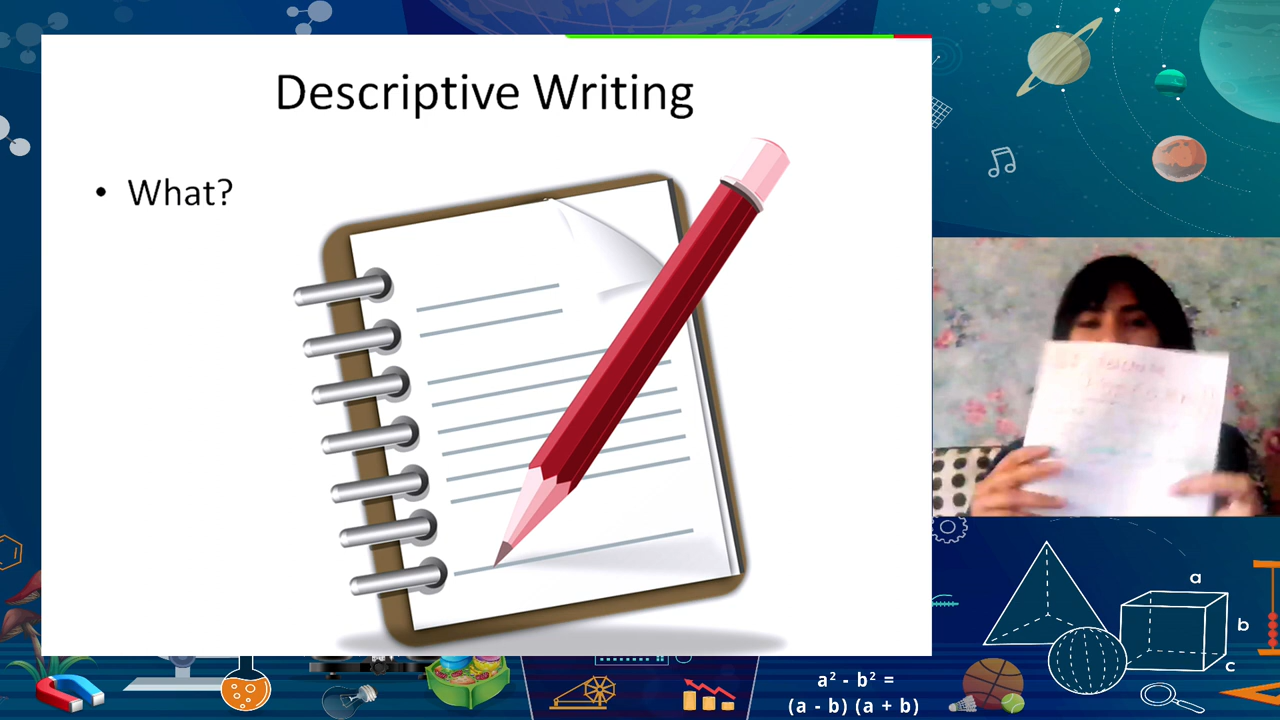 Descriptive Writing
• What?
a
b
c
a² - b² =
(a - b) (a + b)